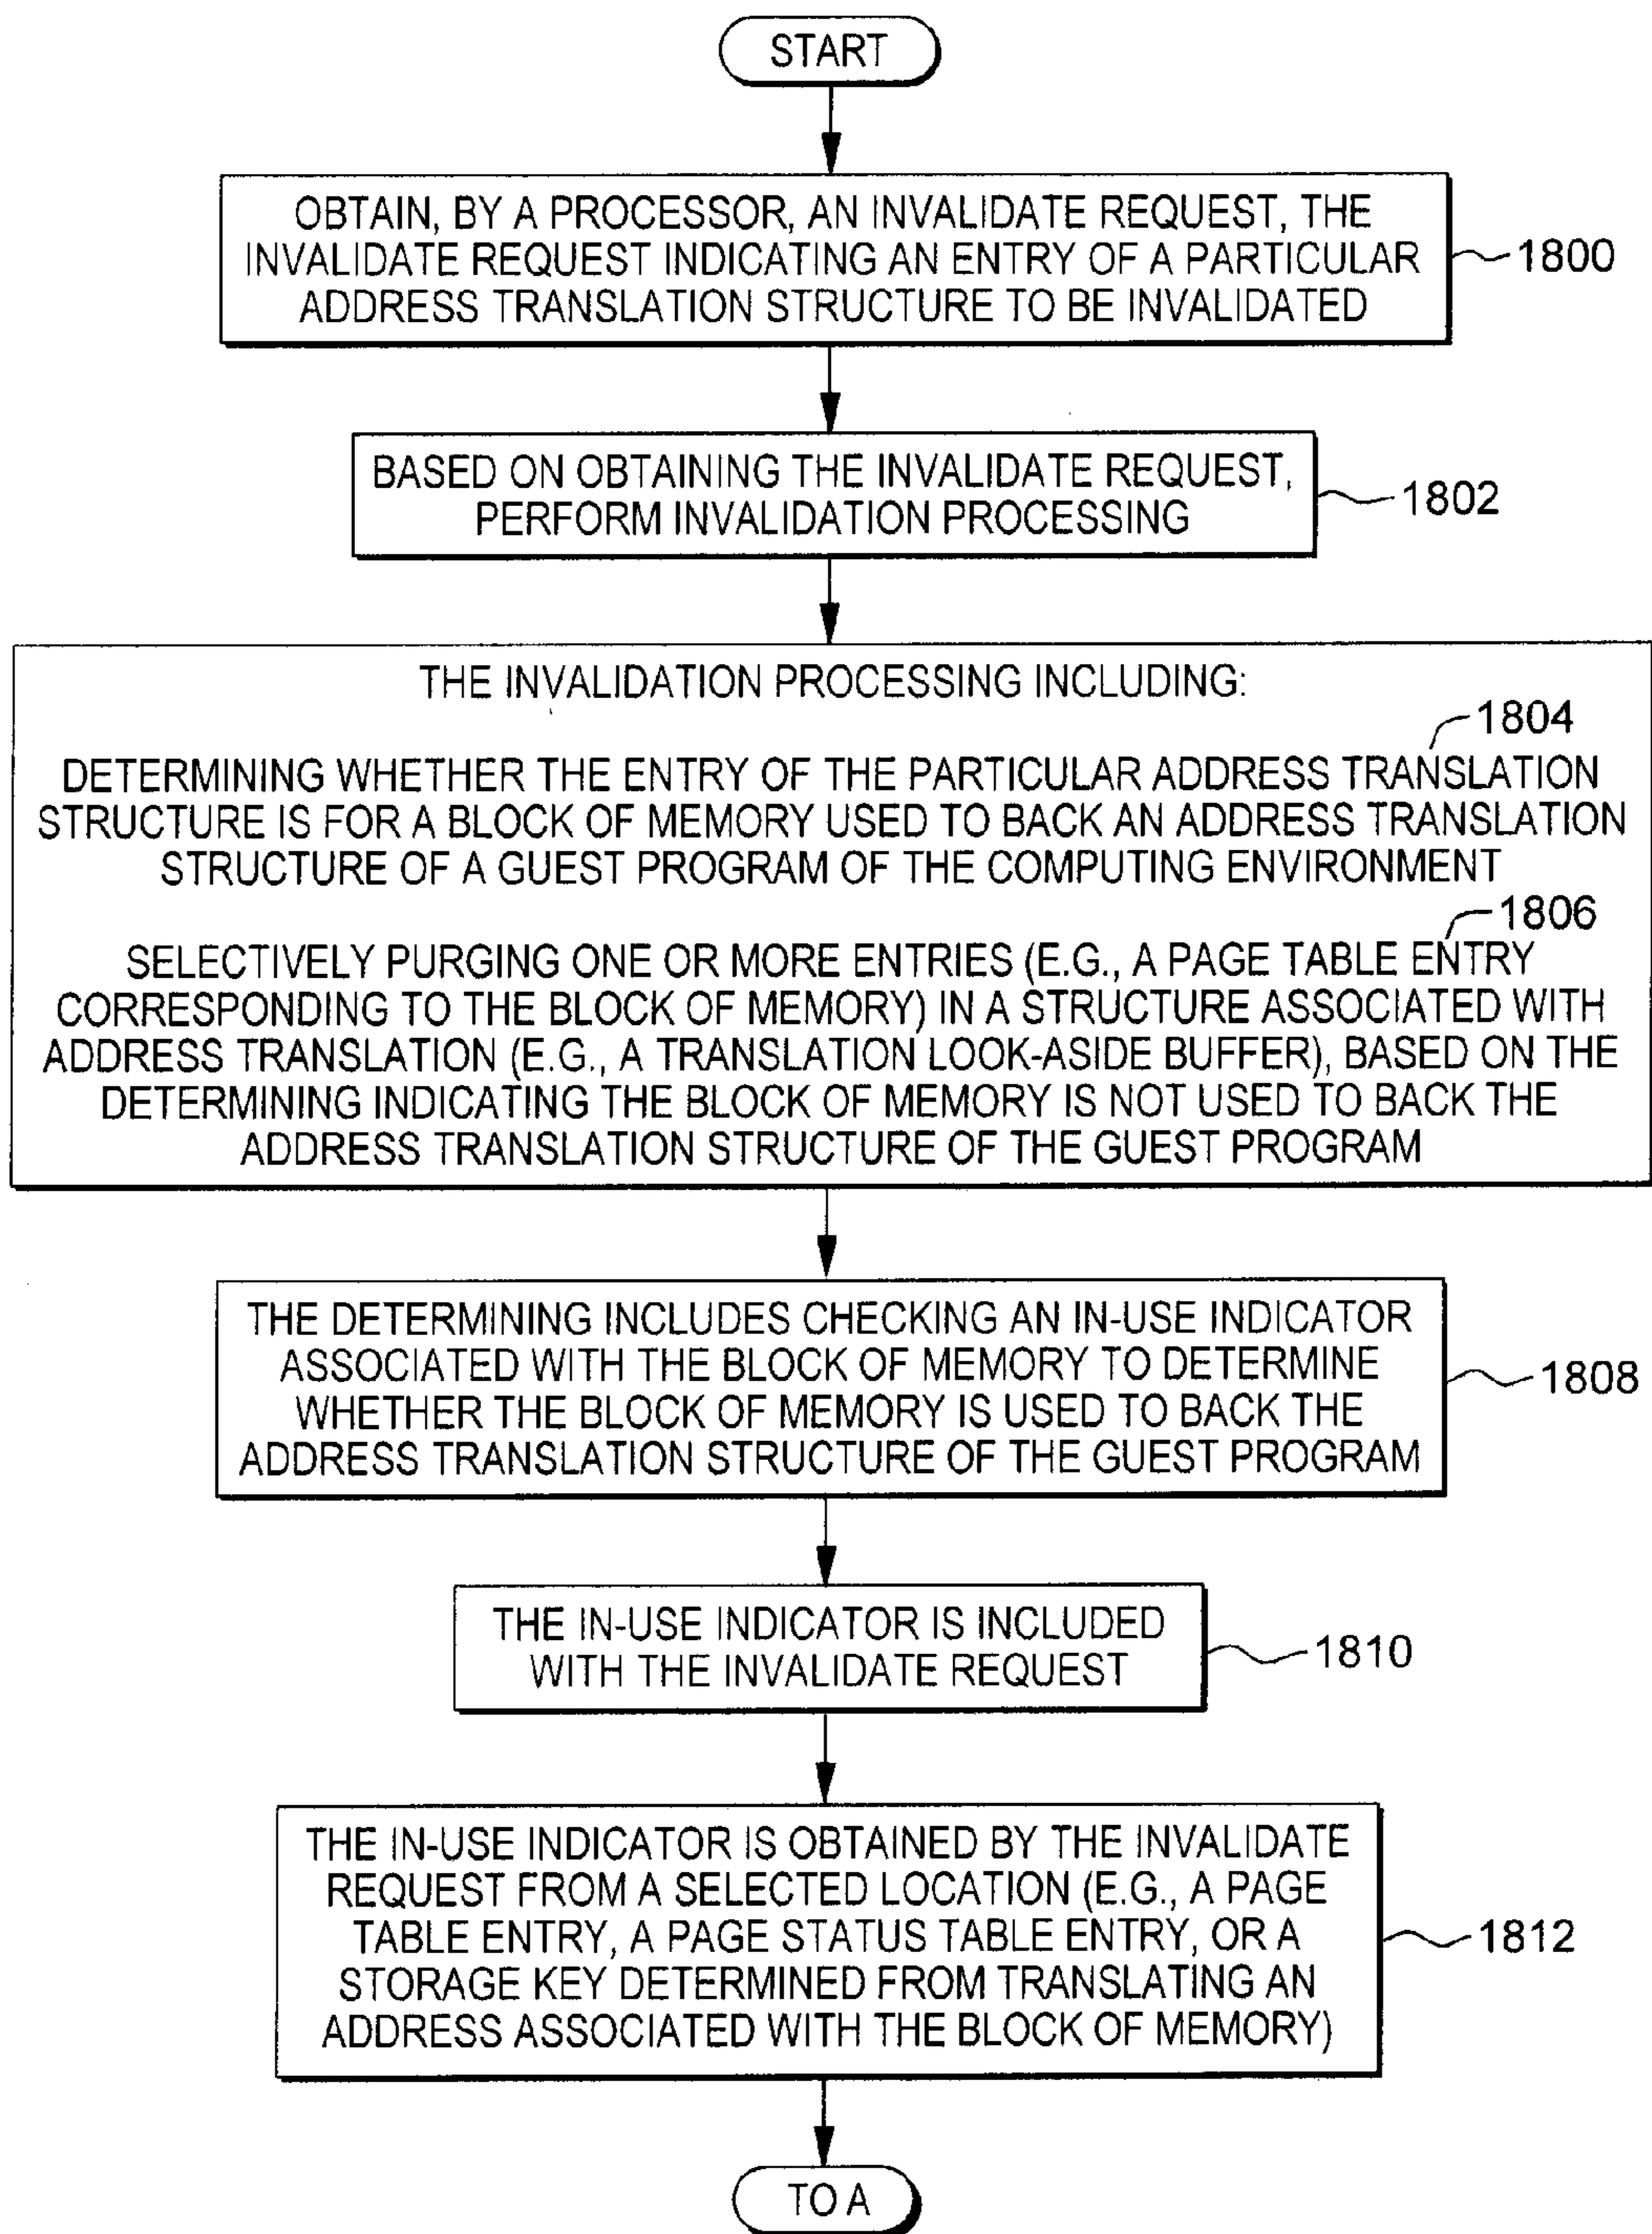 START
OBTAIN, BY A PROCESSOR, AN INVALIDATE REQUEST, THE
INVALIDATE REQUEST INDICATING AN ENTRY OF A PARTICULAR
ADDRESS TRANSLATION STRUCTURE TO BE INVALIDATED
1800
BASED ON OBTAINING THE INVALIDATE REQUEST,
PERFORM INVALIDATION PROCESSING
1802
THE INVALIDATION PROCESSING INCLUDING:
1804
DETERMINING WHETHER THE ENTRY OF THE PARTICULAR ADDRESS TRANSLATION
STRUCTURE IS FOR A BLOCK OF MEMORY USED TO BACK AN ADDRESS TRANSLATION
STRUCTURE OF A GUEST PROGRAM OF THE COMPUTING ENVIRONMENT
1806
SELECTIVELY PURGING ONE OR MORE ENTRIES (E.G., A PAGE TABLE ENTRY
CORRESPONDING TO THE BLOCK OF MEMORY) IN A STRUCTURE ASSOCIATED WITH
ADDRESS TRANSLATION (E.G., A TRANSLATION LOOK-ASIDE BUFFER), BASED ON THE
DETERMINING INDICATING THE BLOCK OF MEMORY IS NOT USED TO BACK THE
ADDRESS TRANSLATION STRUCTURE OF THE GUEST PROGRAM
THE DETERMINING INCLUDES CHECKING AN IN-USE INDICATOR
ASSOCIATED WITH THE BLOCK OF MEMORY TO DETERMINE
WHETHER THE BLOCK OF MEMORY IS USED TO BACK THE
ADDRESS TRANSLATION STRUCTURE OF THE GUEST PROGRAM
1808
THE IN-USE INDICATOR IS INCLUDED
WITH THE INVALIDATE REQUEST
1810
THE IN-USE INDICATOR IS OBTAINED BY THE INVALIDATE
REQUEST FROM A SELECTED LOCATION (E.G., A PAGE
TABLE ENTRY, A PAGE STATUS TABLE ENTRY, OR A
STORAGE KEY DETERMINED FROM TRANSLATING AN
ADDRESS ASSOCIATED WITH THE BLOCK OF MEMORY)
1812
TO A